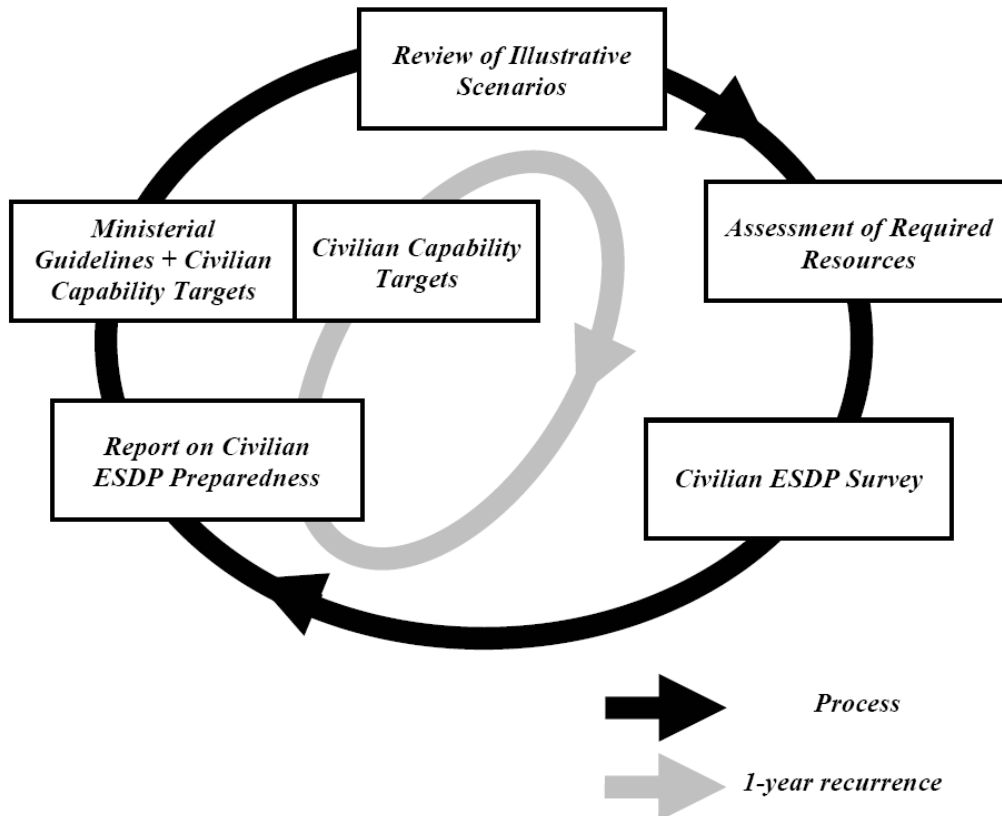 Review of Illustrative
Scenarios
Ministerial
Guidelines + Civilian
Capability Targets
Civilian Capability
Targets
Assessment of Required
Resources
Report on Civilian
ESDP Preparedness
Civilian ESDP Survey
Process
1-year recurrence